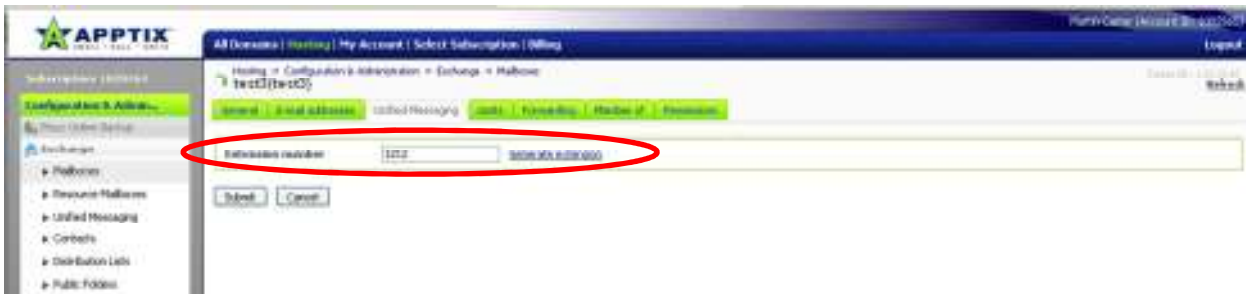 APPTIX
All Domains | Hosting | My Account | Select Subscription | Billing
Logout
Hosting > Configuration & Administration > Exchange > Mailboxes
test3(test3)
Refresh
Configuration & Admin...
General | E-mail addresses | Unified Messaging | Limits | Forwarding | Member of | Permissions
Exchange
Extension number
Generate extension
Mailboxes
Submit Cancel
Resource Mailboxes
Unified Messaging
Contacts
Distribution Lists
Public Folders